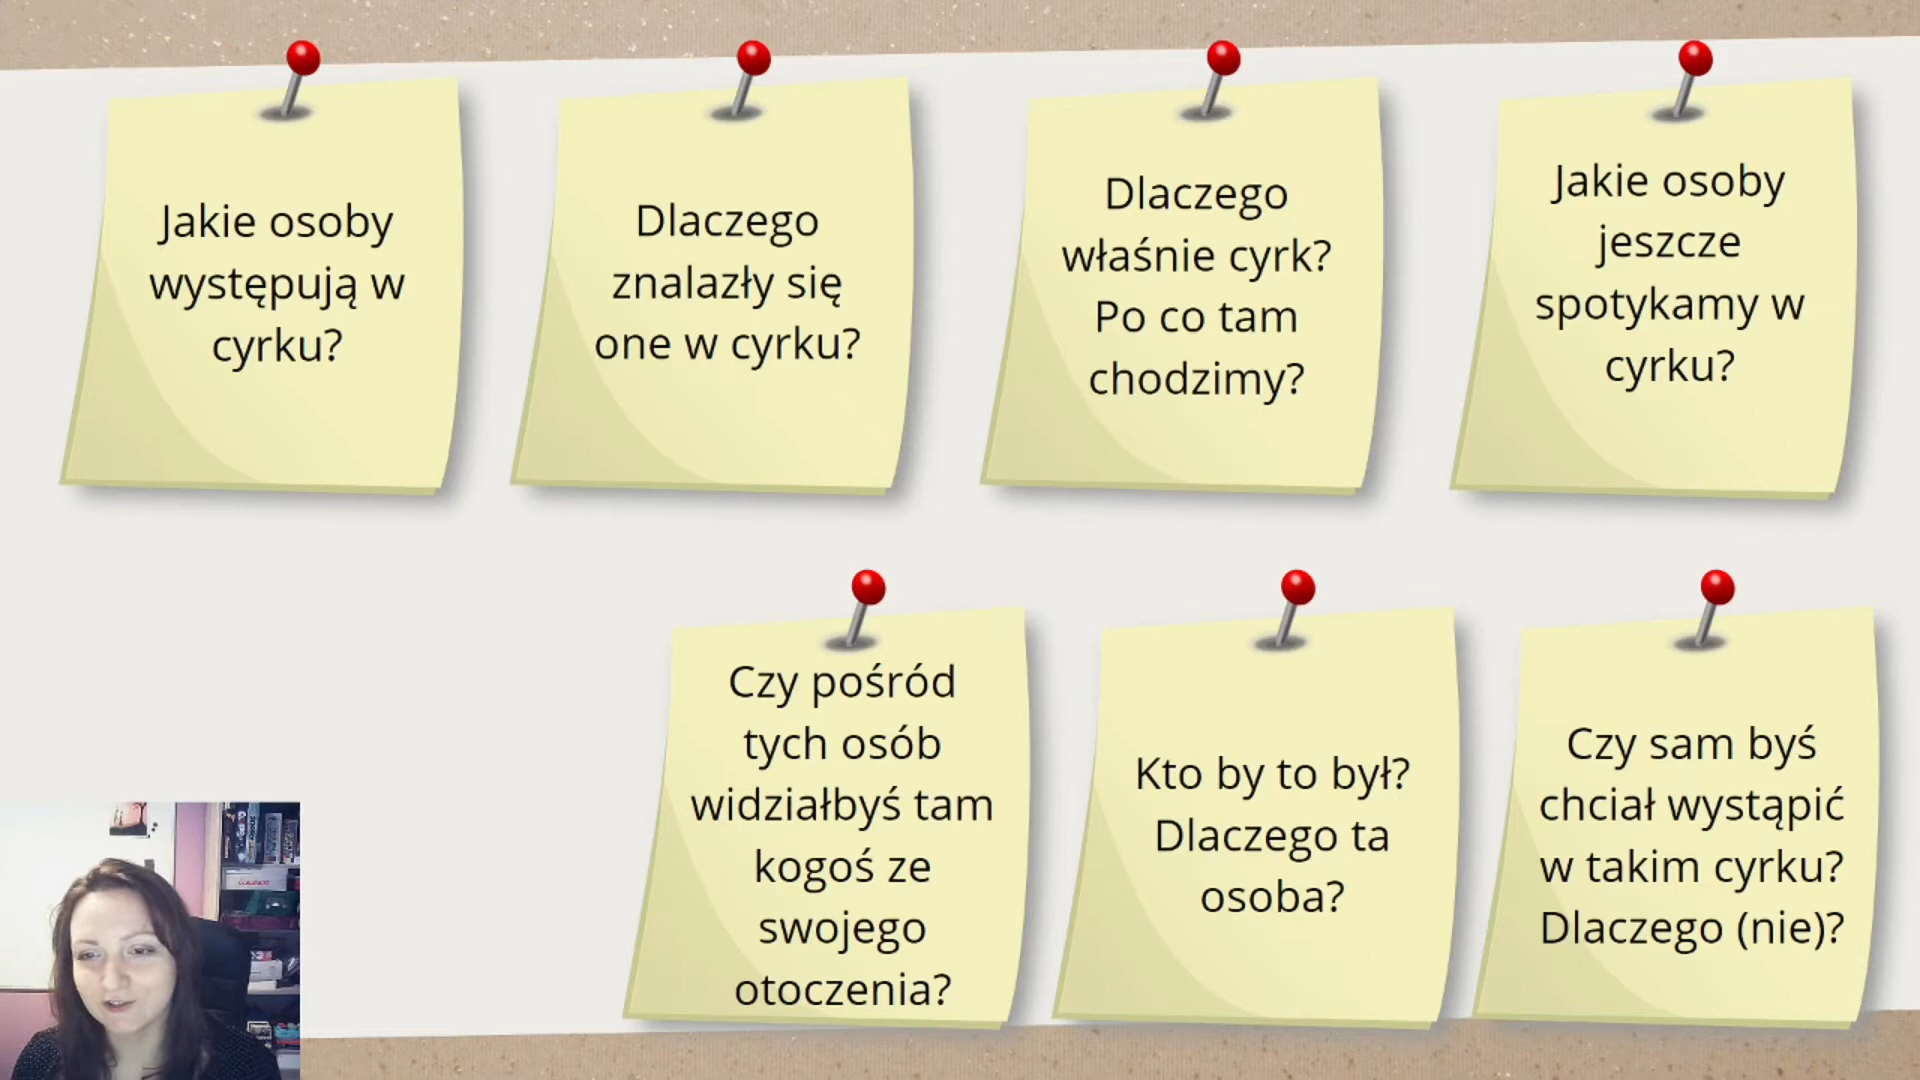 Jakie osoby
występują w
cyrku?
Dlaczego
znalazły się
one w cyrku?
Dlaczego
właśnie cyrk?
Po co tam
chodzimy?
Jakie osoby
jeszcze
spotykamy w
cyrku?
Czy pośród
tych osób
widziałbyś tam
kogoś ze
swojego
otoczenia?
Kto by to był?
Dlaczego ta
osoba?
Czy sam byś
chciał wystąpić
w takim cyrku?
Dlaczego (nie)?